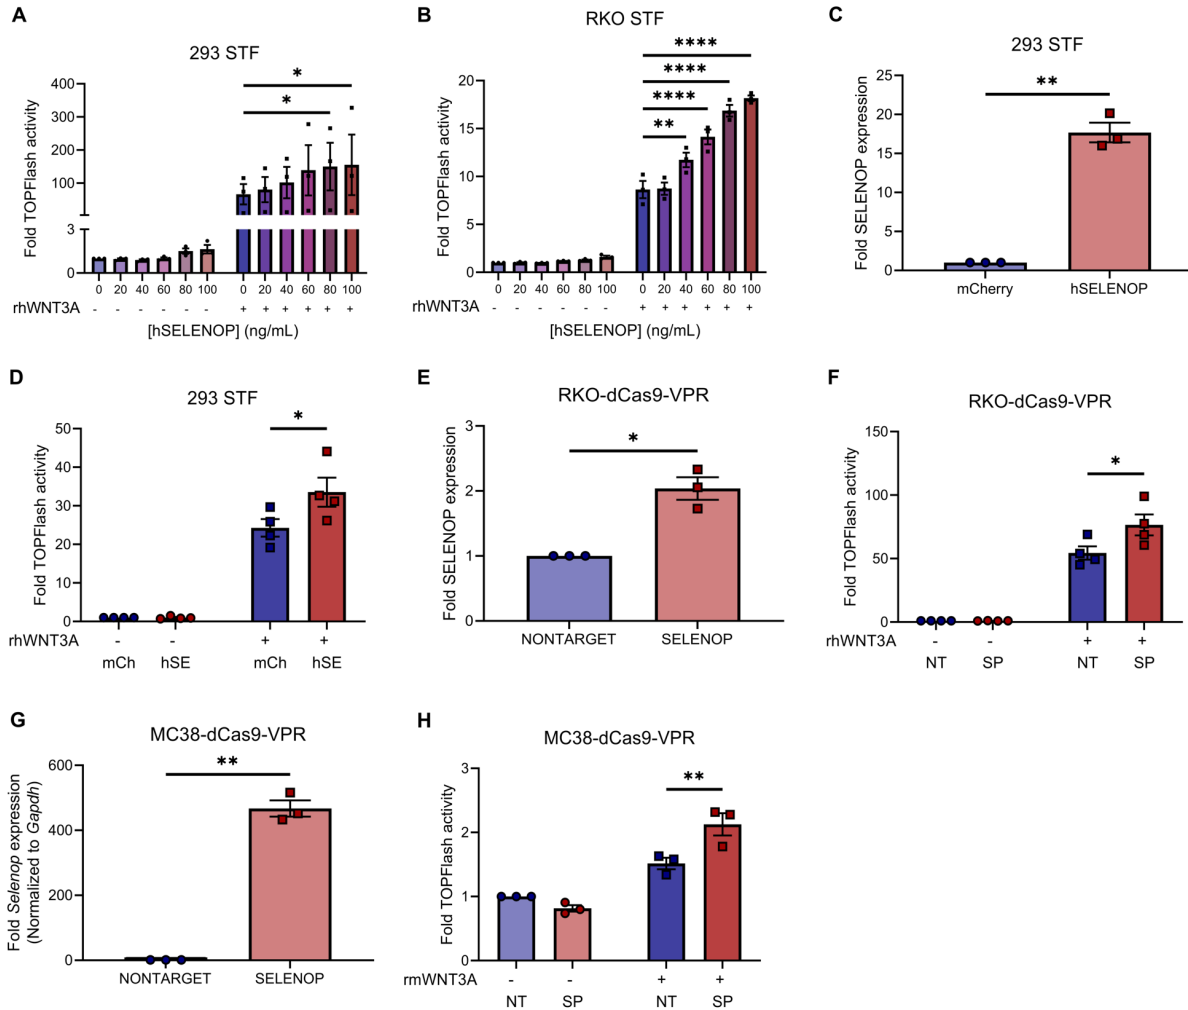 A
293 STF
Fold TOPFlash activity
400
300
200
100
3
0
* 
*
0 20 40 60 80 100 0 20 40 60 80 100
rhWNT3A - - - - - - + + + + + +
[hSELENOP] (ng/mL)
B
RKO STF
Fold TOPFlash activity
20
15
10
5
0
****
****
****
**
0 20 40 60 80 100 0 20 40 60 80 100
- - - - - - + + + + + +
[hSELENOP] (ng/mL)
C
293 STF
Fold SELENOP expression
25
20
15
10
5
0
**
mCherry hSELENOP
D
293 STF
Fold TOPFlash activity
50
40
30
20
10
0
*
rhWNT3A - - + +
mCh hSE mCh hSE
E
RKO-dCas9-VPR
Fold SELENOP expression
3
2
1
0
*
NONTARGET SELENOP
F
RKO-dCas9-VPR
Fold TOPFlash activity
150
100
50
0
*
rhWNT3A - - + +
NT SP NT SP
G
MC38-dCas9-VPR
Fold Selenop expression
(Normalized to Gapdh)
600
400
200
0
**
NONTARGET SELENOP
H
MC38-dCas9-VPR
Fold TOPFlash activity
3
2
1
0
**
rmWNT3A - - + +
NT SP NT SP